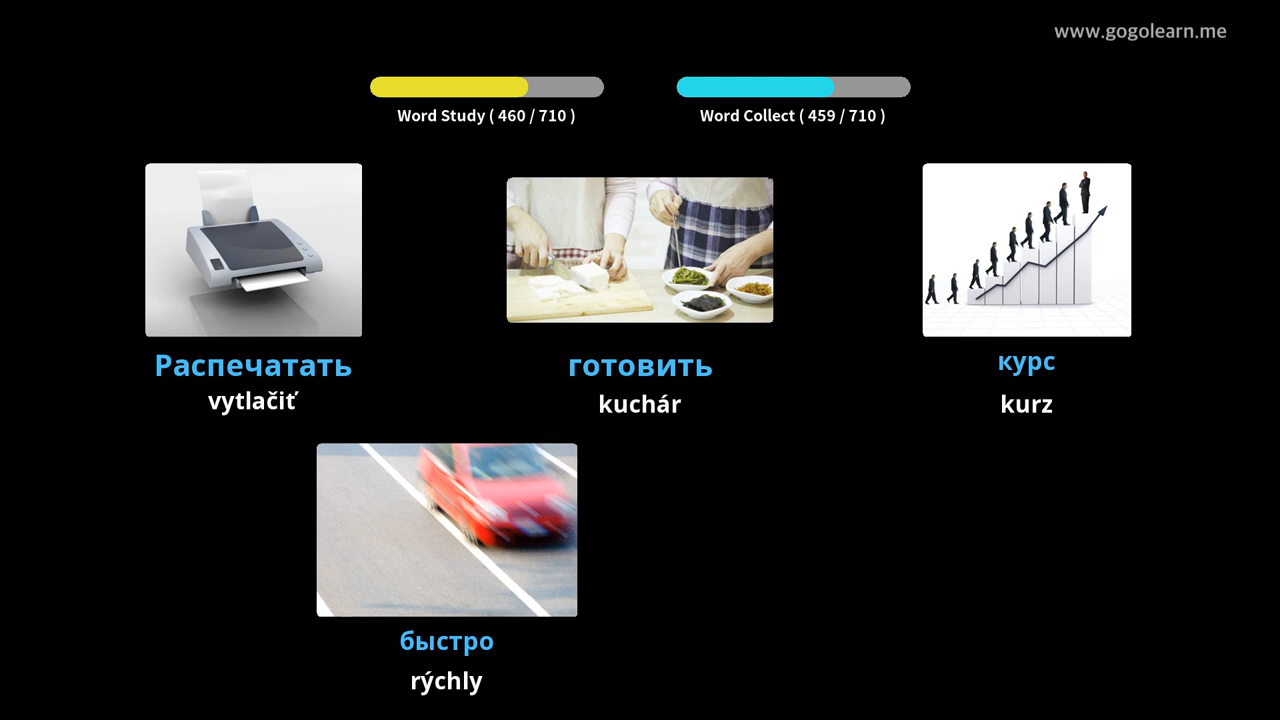 www.gogolearn.me
Word Study ( 460 / 710 )
Word Collect ( 459 / 710 )
Распечатать
vytlačiť
готовить
kuchár
курс
kurz
быстро
rýchly